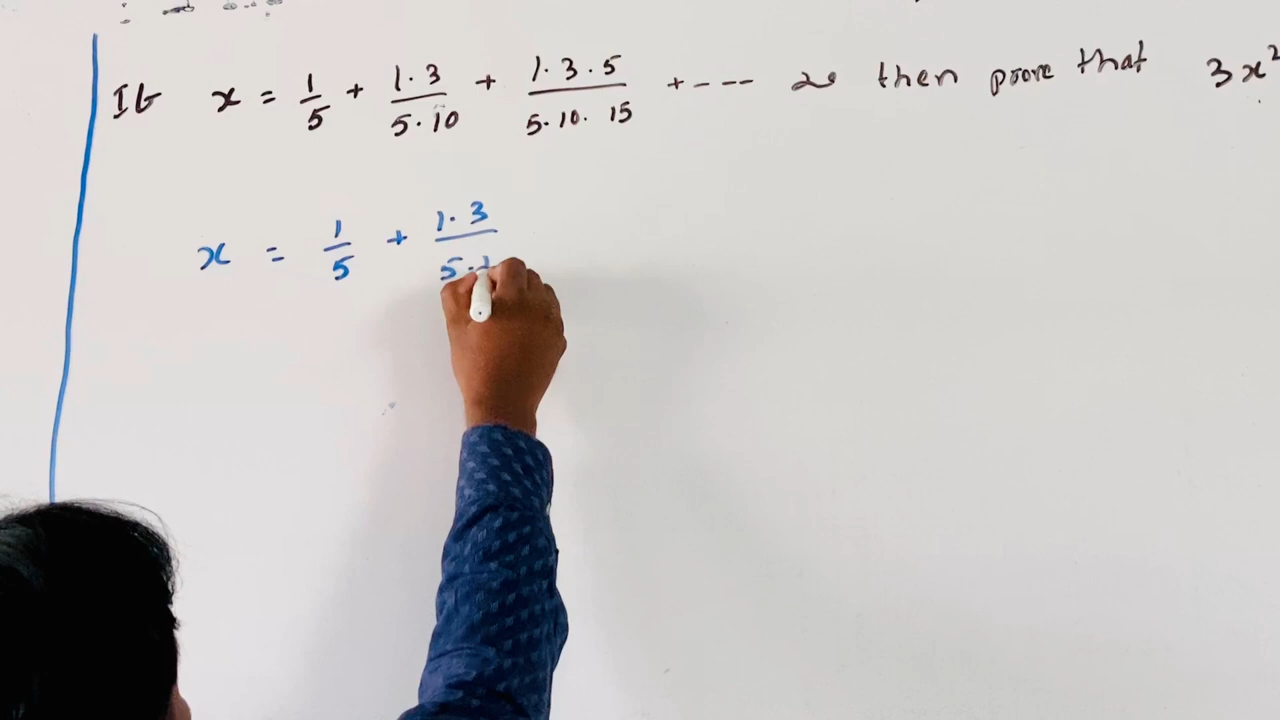 If x = 1/5 + 1·3/5·10 + 1·3·5/5·10·15 + --- ∞ then prove that 3x²
x = 1/5 + 1·3/5·1